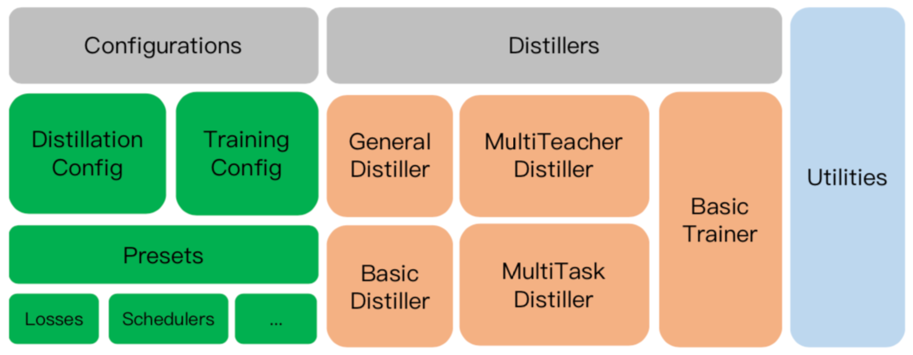 Configurations
Distillers
Utilities
Distillation
Config
Training
Config
General
Distiller
MultiTeacher
Distiller
Basic
Trainer
Presets
Basic
Distiller
MultiTask
Distiller
Losses
Schedulers
...